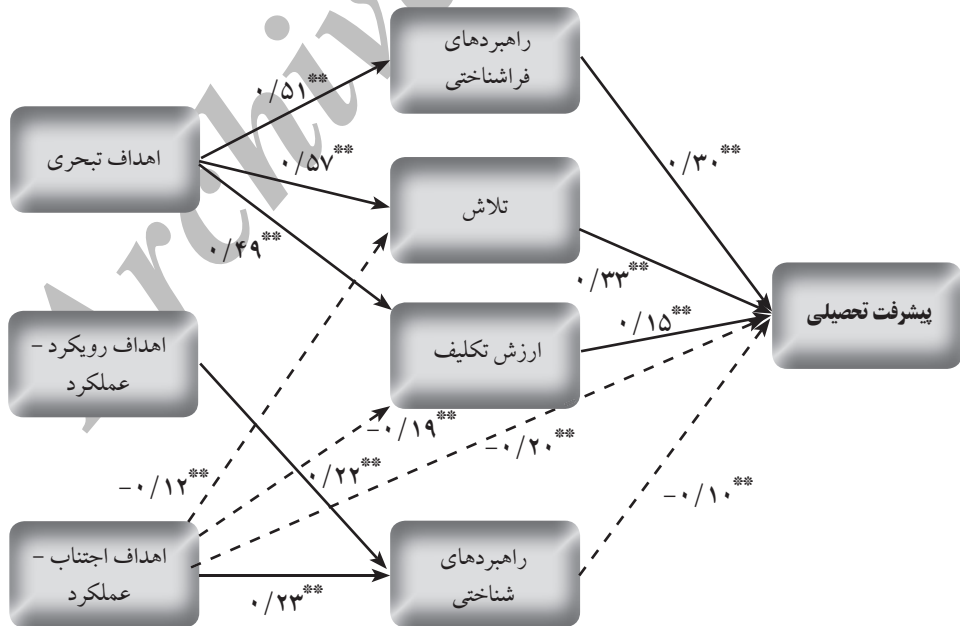 راهبردهای
فراشناختی
۰/۵۱**
۰/۳۰**
اهداف تبحری
۰/۵۷**
تلاش
۰/۴۹**
۰/۳۳**
پیشرفت تحصیلی
۰/۱۵**
ارزش تکلیف
اهداف رویکرد –
عملکرد
–۰/۱۹**
–۰/۲۰**
۰/۲۲**
–۰/۱۲**
–۰/۱۰**
اهداف اجتناب –
عملکرد
راهبردهای
شناختی
۰/۲۳**
Archiv